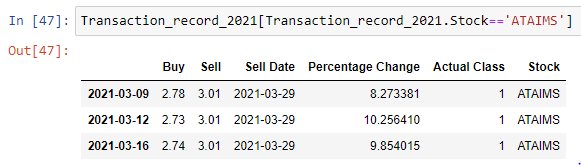 In [47]: Transaction_record_2021[Transaction_record_2021.Stock=='ATAIMS']
Out[47]:
Buy Sell Sell Date Percentage Change Actual Class Stock
2021-03-09 2.78 3.01 2021-03-29 8.273381 1 ATAIMS
2021-03-12 2.73 3.01 2021-03-29 10.256410 1 ATAIMS
2021-03-16 2.74 3.01 2021-03-29 9.854015 1 ATAIMS